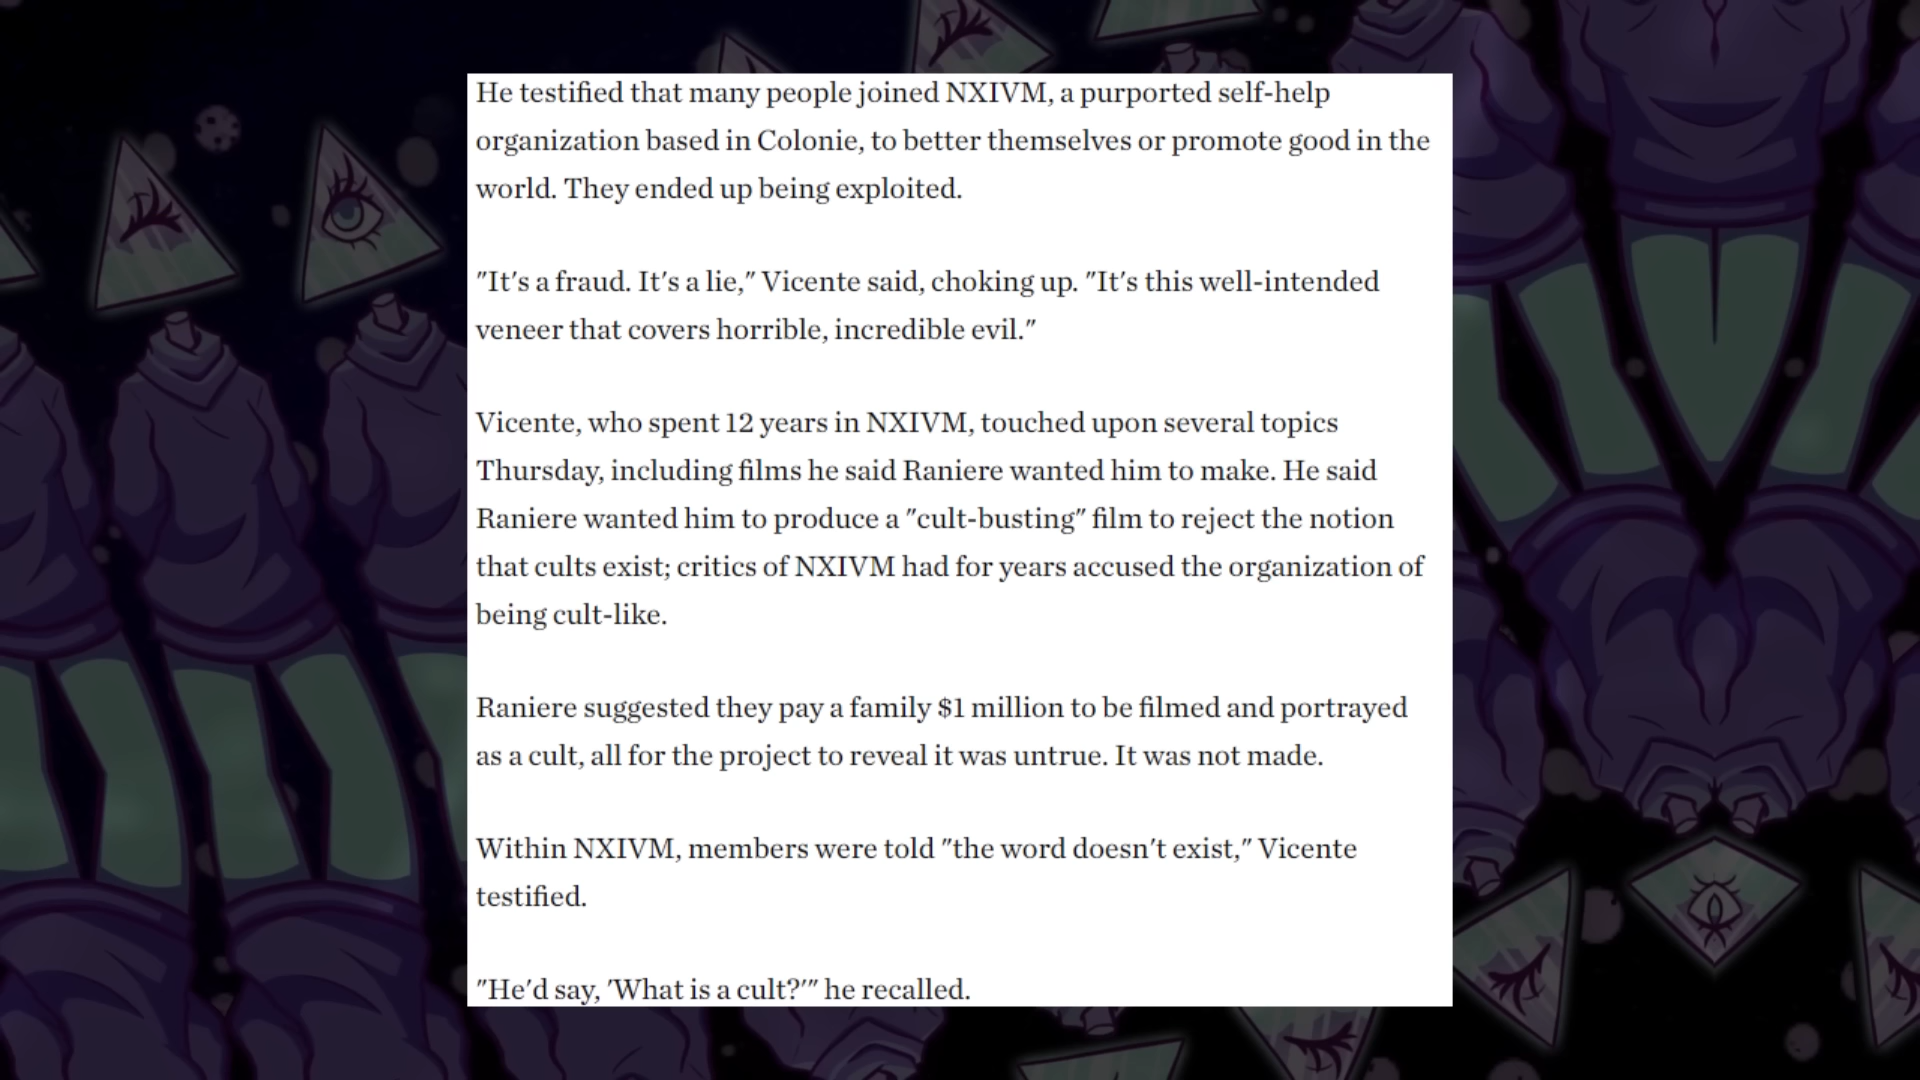 He testified that many people joined NXIVM, a purported self-help
organization based in Colonie, to better themselves or promote good in the
world. They ended up being exploited.
"It's a fraud. It's a lie," Vicente said, choking up. "It's this well-intended
veneer that covers horrible, incredible evil."
Vicente, who spent 12 years in NXIVM, touched upon several topics
Thursday, including films he said Raniere wanted him to make. He said
Raniere wanted him to produce a "cult-busting" film to reject the notion
that cults exist; critics of NXIVM had for years accused the organization of
being cult-like.
Raniere suggested they pay a family $1 million to be filmed and portrayed
as a cult, all for the project to reveal it was untrue. It was not made.
Within NXIVM, members were told "the word doesn't exist," Vicente
testified.
"He'd say, 'What is a cult?'" he recalled.